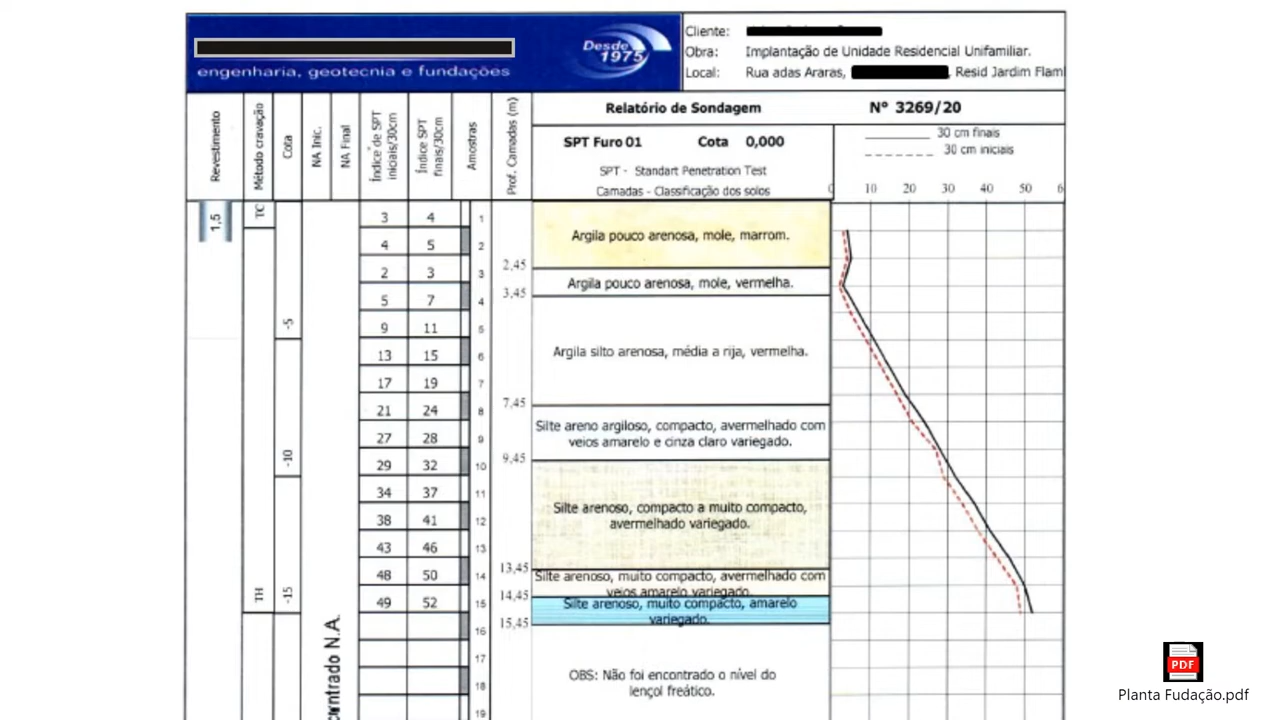 Cliente:
Desde
1975
Obra: Implantação de Unidade Residencial Unifamiliar.
engenharia, geotecnia e fundações
Local: Rua adas Araras, , Resid Jardim Flam
Revestimento
Método cravação
Cota
NA Inic.
NA Final
Índice de SPT iniciais/30cm
Índice SPT finais/30cm
Amostras
Prof. Camadas (m)
Relatório de Sondagem Nº 3269/20
SPT Furo 01 Cota 0,000
30 cm finais
30 cm iniciais
SPT - Standart Penetration Test
Camadas - Classificação dos solos
0 10 20 30 40 50 6
1,5 TC
3 4 1
Argila pouco arenosa, mole, marrom.
4 5 2
2,45
2 3 3
Argila pouco arenosa, mole, vermelha.
3,45
5 7 4
-5
9 11 5
Argila silto arenosa, média a rija, vermelha.
13 15 6
17 19 7
7,45
21 24 8
Silte areno argiloso, compacto, avermelhado com
veios amarelo e cinza claro variegado.
27 28 9
-10
9,45
29 32 10
34 37 11
Silte arenoso, compacto a muito compacto,
avermelhado variegado.
38 41 12
43 46 13
13,45
48 50 14
Silte arenoso, muito compacto, avermelhado com
veios amarelo variegado.
TH
-15
14,45
49 52 15
Silte arenoso, muito compacto, amarelo
variegado.
15,45
16
17
18
19
ontrado N.A.
OBS: Não foi encontrado o nível do
lençol freático.
PDF
Planta Fudação.pdf